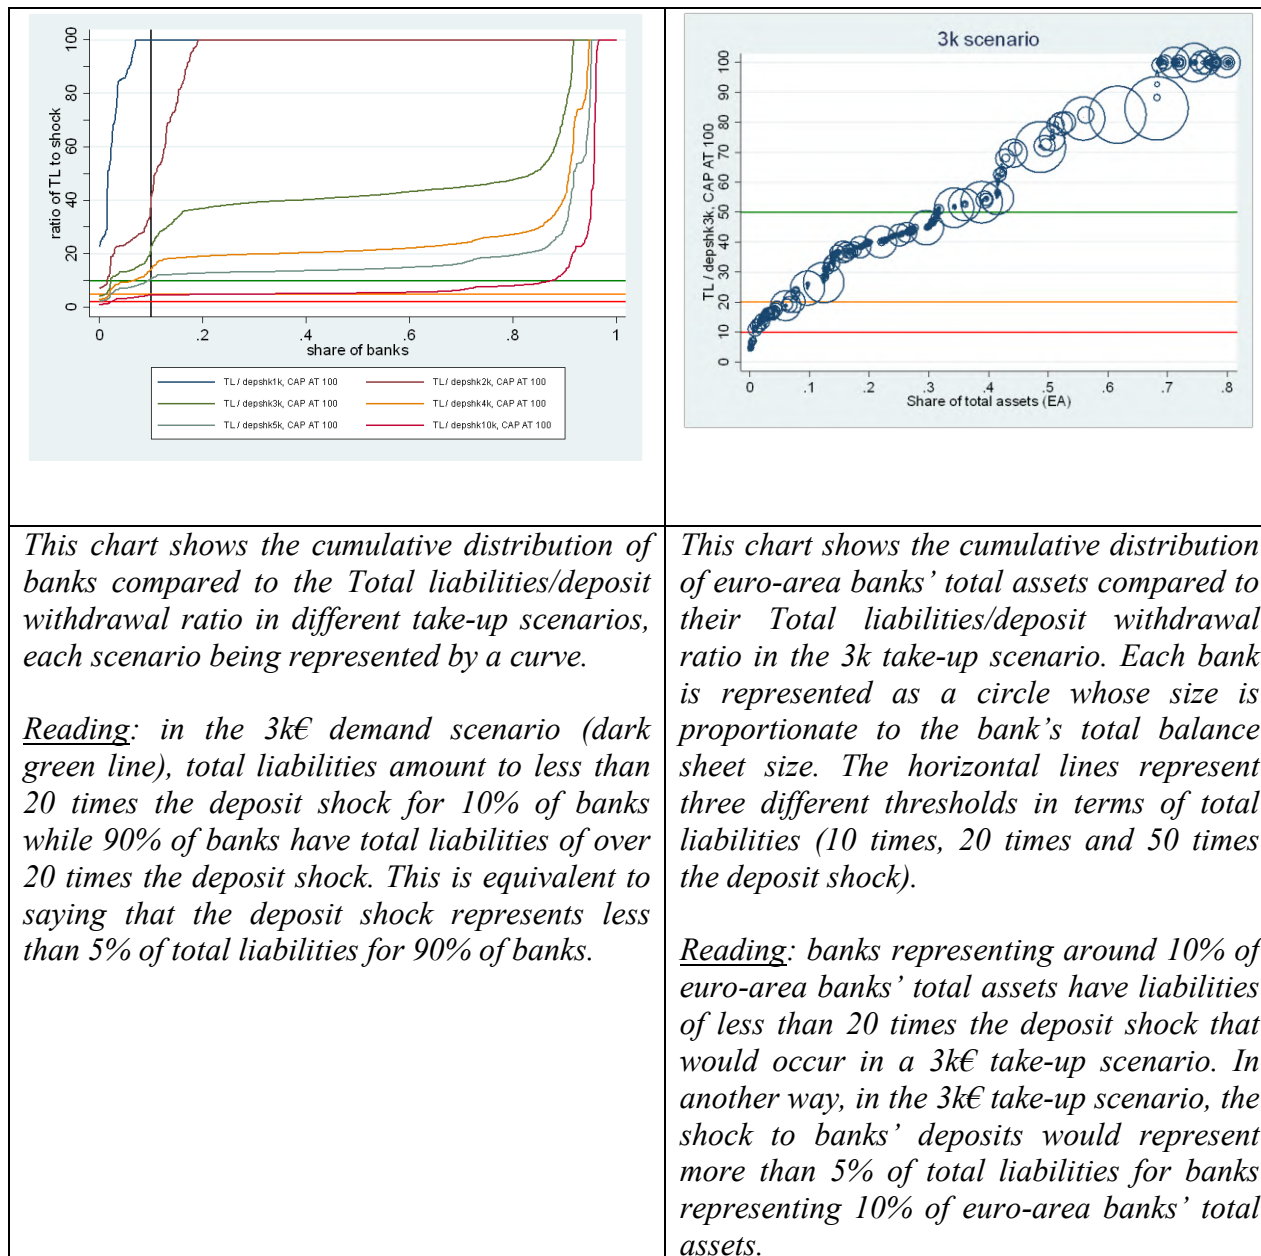 100
80
60
40
20
0
ratio of TL to shock
0
.2
.4
.6
.8
1
share of banks
TL / depshk1k, CAP AT 100
TL / depshk2k, CAP AT 100
TL / depshk3k, CAP AT 100
TL / depshk4k, CAP AT 100
TL / depshk5k, CAP AT 100
TL / depshk10k, CAP AT 100
3k scenario
100
90
80
70
60
50
40
30
20
10
0
TL / depshk3k, CAP AT 100
0
.1
.2
.3
.4
.5
.6
.7
.8
Share of total assets (EA)
This chart shows the cumulative distribution of
banks compared to the Total liabilities/deposit
withdrawal ratio in different take-up scenarios,
each scenario being represented by a curve.
Reading: in the 3k€ demand scenario (dark
green line), total liabilities amount to less than
20 times the deposit shock for 10% of banks
while 90% of banks have total liabilities of over
20 times the deposit shock. This is equivalent to
saying that the deposit shock represents less
than 5% of total liabilities for 90% of banks.
This chart shows the cumulative distribution
of euro-area banks’ total assets compared to
their Total liabilities/deposit withdrawal
ratio in the 3k take-up scenario. Each bank
is represented as a circle whose size is
proportionate to the bank’s total balance
sheet size. The horizontal lines represent
three different thresholds in terms of total
liabilities (10 times, 20 times and 50 times
the deposit shock).
Reading: banks representing around 10% of
euro-area banks’ total assets have liabilities
of less than 20 times the deposit shock that
would occur in a 3k€ take-up scenario. In
another way, in the 3k€ take-up scenario, the
shock to banks’ deposits would represent
more than 5% of total liabilities for banks
representing 10% of euro-area banks’ total
assets.